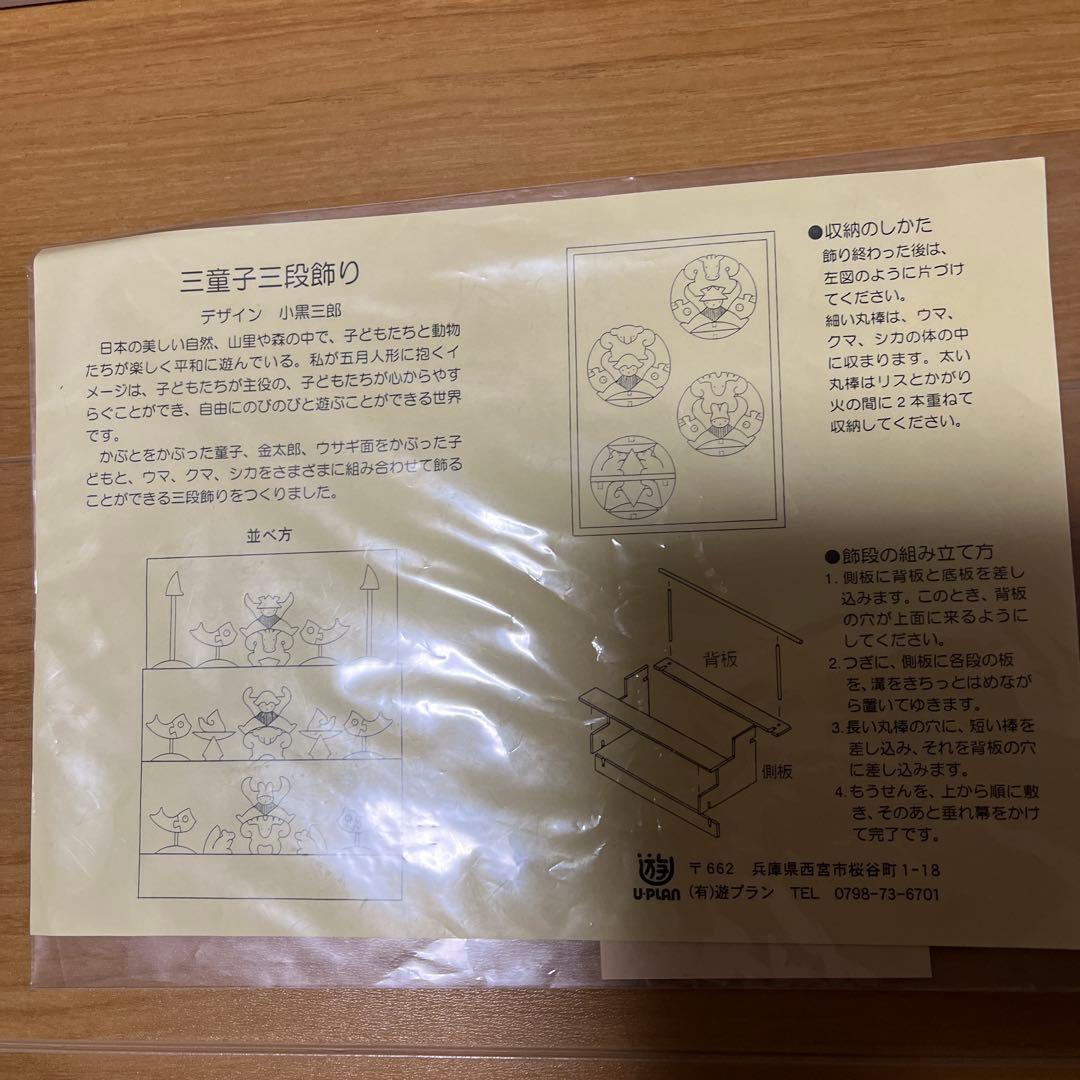 三童子三段飾り
デザイン　小黒三郎
日本の美しい自然、山里や森の中で、子どもたちと動物
たちが楽しく平和に遊んでいる。私が五月人形に抱くイ
メージは、子どもたちが主役の、子どもたちが心からやす
らぐことができ、自由にのびのびと遊ぶことができる世界
です。
かぶとをかぶった童子、金太郎、ウサギ面をかぶった子
どもと、ウマ、クマ、シカをさまざまに組み合わせて飾る
ことができる三段飾りをつくりました。
並べ方
●収納のしかた
飾り終わった後は、
左図のように片づけ
てください。
細い丸棒は、ウマ、
クマ、シカの体の中
に収まります。太い
丸棒はリスとかがり
火の間に2本重ねて
収納してください。
●飾段の組み立て方
1.側板に背板と底板を差し
込みます。このとき、背板
の穴が上面に来るように
してください。
2.つぎに、側板に各段の板
を、溝をきちっとはめなが
ら置いてゆきます。
3.長い丸棒の穴に、短い棒を
差し込み、それを背板の穴
に差し込みます。
4.もうせんを、上から順に敷
き、そのあと垂れ幕をかけ
て完了です。
背板
側板
遊 〒662　兵庫県西宮市桜谷町1-18
U-PLAN (有)遊プラン　TEL　0798-73-6701